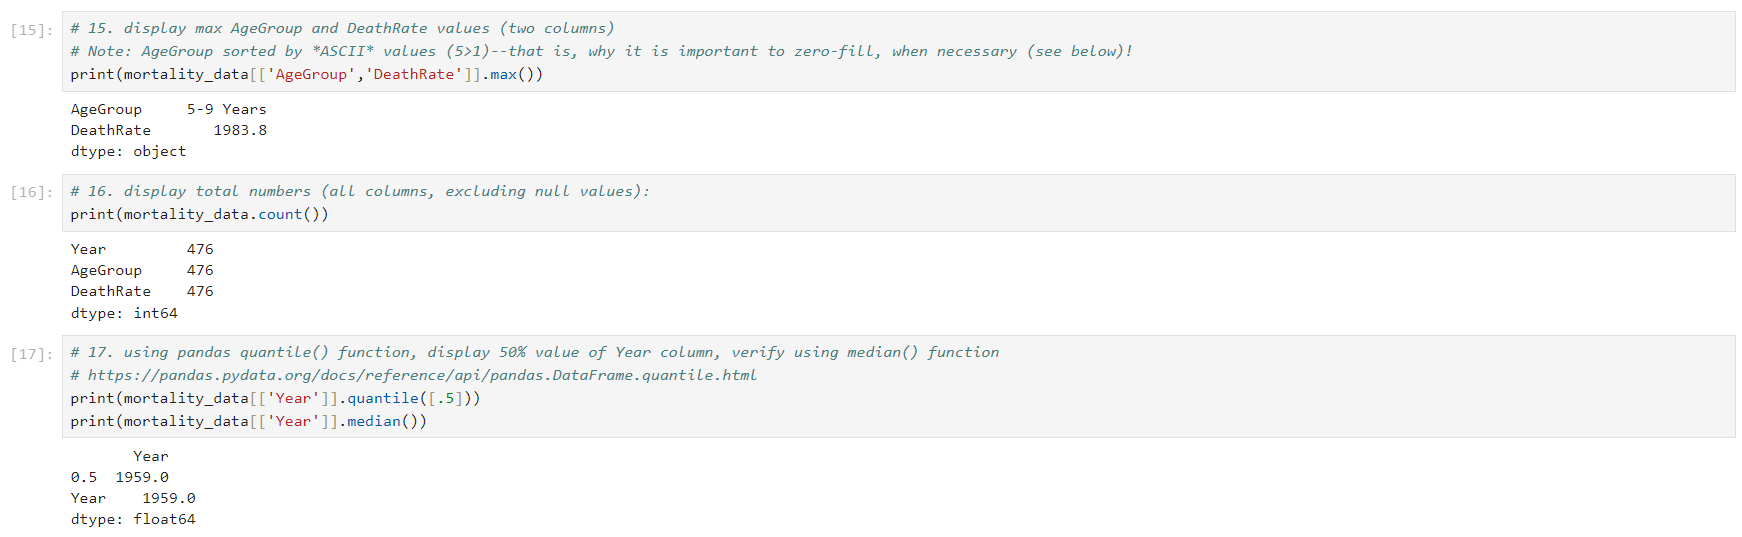 [15]: # 15. display max AgeGroup and DeathRate values (two columns)
# Note: AgeGroup sorted by *ASCII* values (5>1)--that is, why it is important to zero-fill, when necessary (see below)!
print(mortality_data[['AgeGroup','DeathRate']].max())
AgeGroup     5-9 Years
DeathRate       1983.8
dtype: object
[16]: # 16. display total numbers (all columns, excluding null values):
print(mortality_data.count())
Year         476
AgeGroup     476
DeathRate    476
dtype: int64
[17]: # 17. using pandas quantile() function, display 50% value of Year column, verify using median() function
# https://pandas.pydata.org/docs/reference/api/pandas.DataFrame.quantile.html
print(mortality_data[['Year']].quantile([.5]))
print(mortality_data[['Year']].median())
       Year
0.5  1959.0
Year    1959.0
dtype: float64